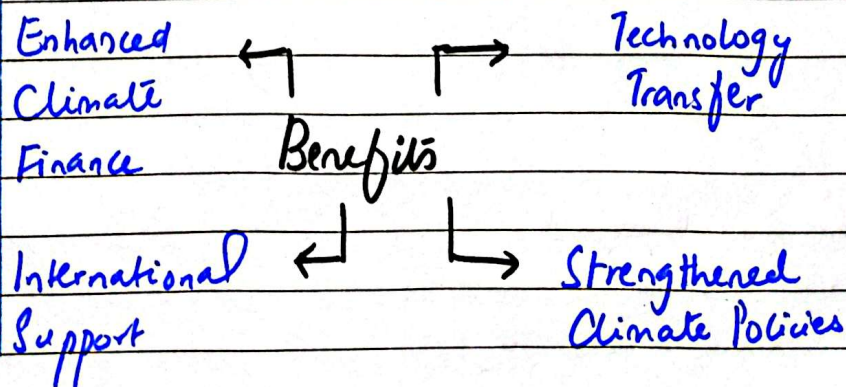 Enhanced
Climate
Finance
Technology
Transfer
Benefits
International
Support
Strengthened
Climate Policies